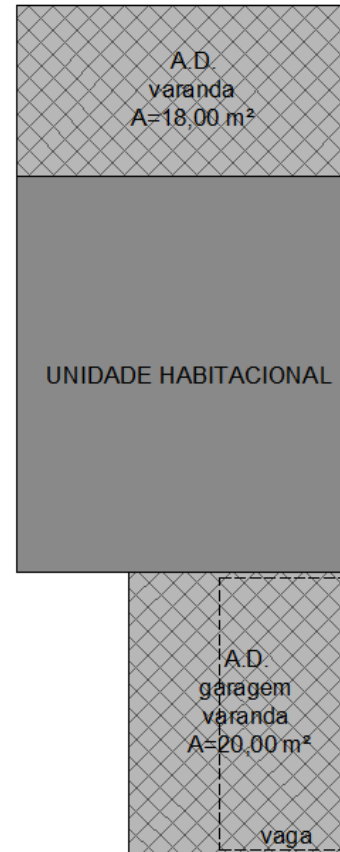 A.D.
varanda
A=18,00 m²
UNIDADE HABITACIONAL
A.D.
garagem
varanda
A=20,00 m²
vaga